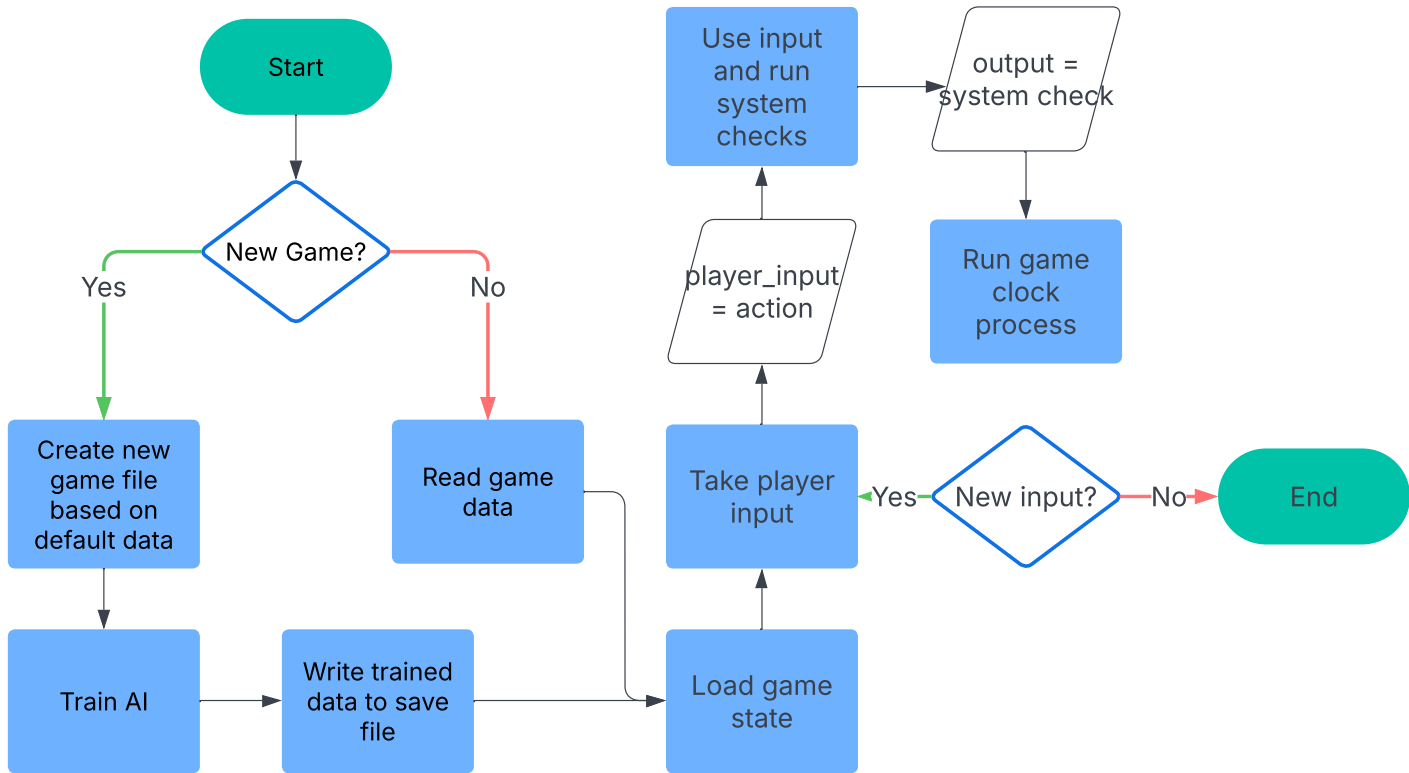 Start
New Game?
Yes
No
Create new
game file
based on
default data
Read game
data
Train AI
Write trained
data to save
file
Load game
state
Take player
input
player_input
= action
Use input
and run
system
checks
output =
system check
Run game
clock
process
New input?
Yes
No
End